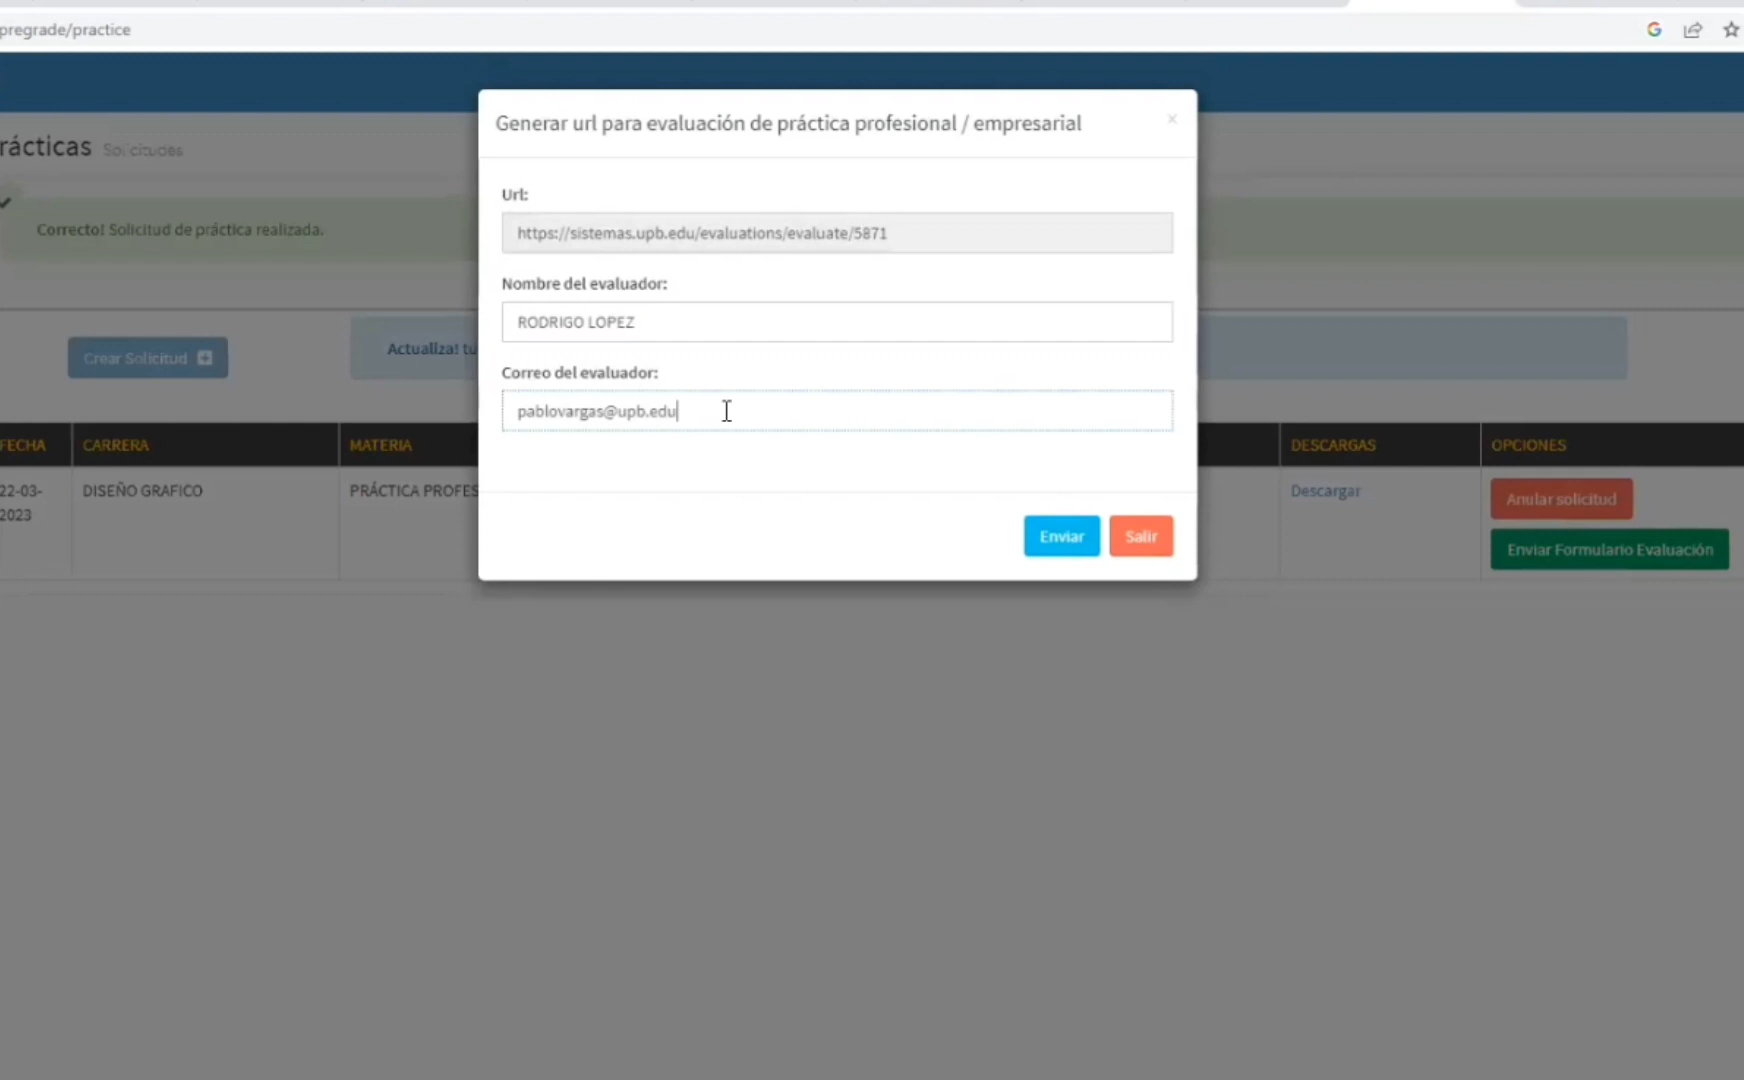 pregrade/practice
Generar url para evaluación de práctica profesional / empresarial
×
rácticas Solicitudes
Url:
Correcto! Solicitud de práctica realizada.
https://sistemas.upb.edu/evaluations/evaluate/5871
Nombre del evaluador:
RODRIGO LOPEZ
Crear Solicitud
Actualiza! tu
Correo del evaluador:
pablovargas@upb.edu
FECHA CARRERA MATERIA DESCARGAS OPCIONES
22-03-
2023
DISEÑO GRAFICO PRÁCTICA PROFES Descargar Anular solicitud
Enviar Salir
Enviar Formulario Evaluación